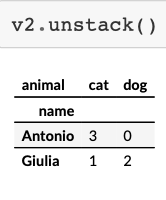 v2.unstack()
animal cat dog
name
Antonio 3 0
Giulia 1 2